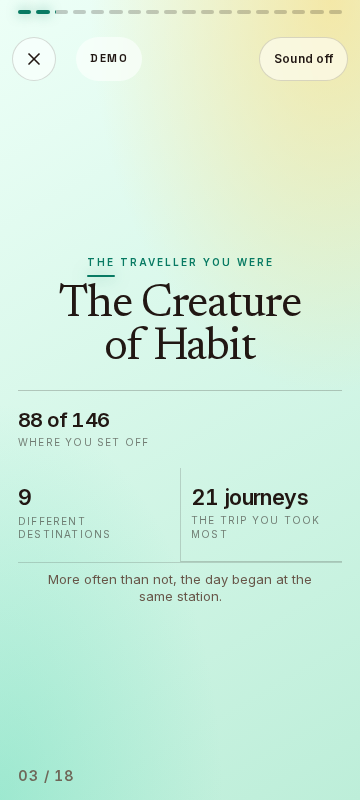 DEMO
Sound off
THE TRAVELLER YOU WERE
The Creature
of Habit
88 of 146
WHERE YOU SET OFF
9
DIFFERENT
DESTINATIONS
21 journeys
THE TRIP YOU TOOK
MOST
More often than not, the day began at the
same station.
03 / 18